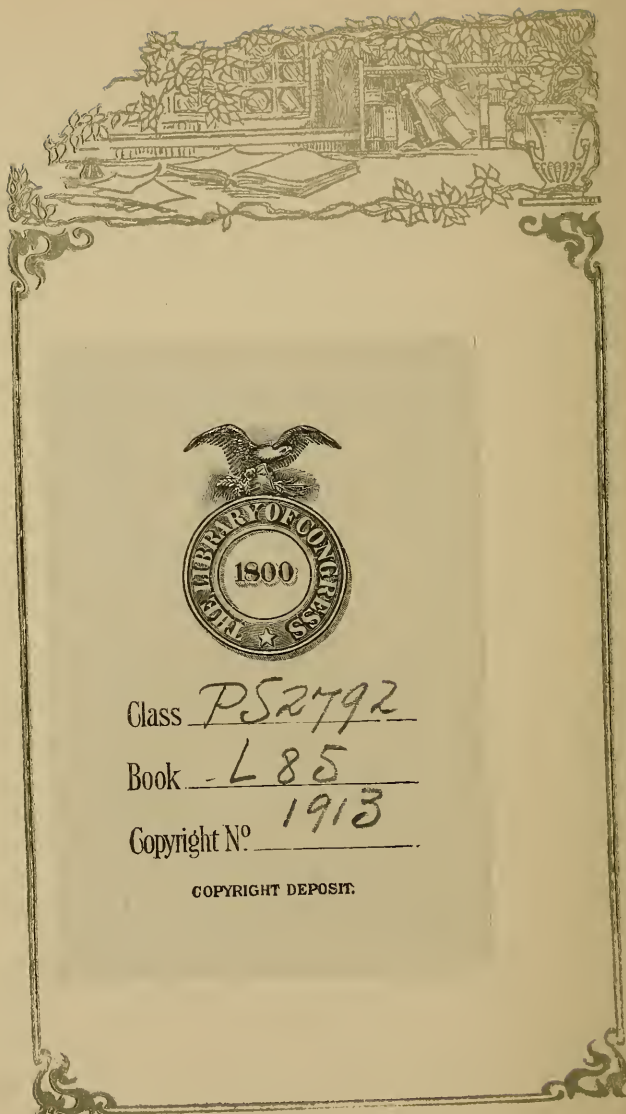 THE LIBRARY OF CONGRESS
1800
Class PS2792
Book .L85
1913
Copyright No
COPYRIGHT DEPOSIT.